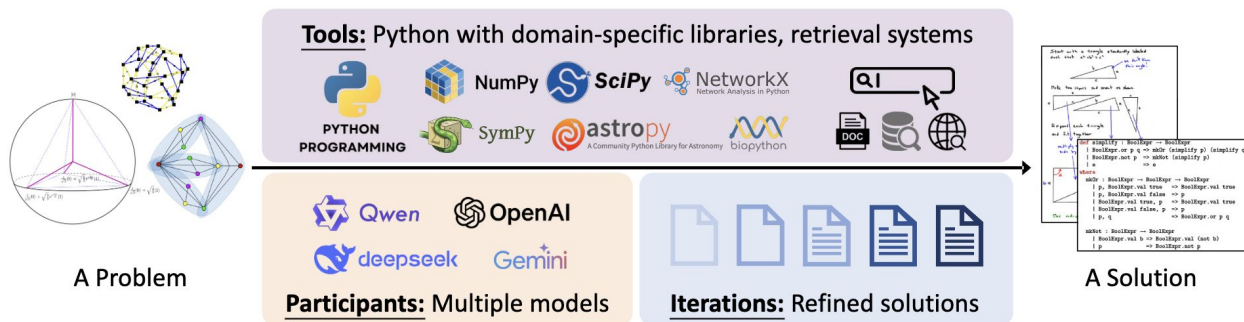 Tools: Python with domain-specific libraries, retrieval systems
PYTHON
PROGRAMMING
NumPy
SciPy
NetworkX
Network Analysis in Python
SymPy
astropy
A Community Python Library for Astronomy
biopython
DOC
A Problem
Qwen
OpenAI
deepseek
Gemini
Participants: Multiple models
Iterations: Refined solutions
Start with a triangle
def simplify : BoolExpr → BoolExpr
| BoolExpr.or p q => mkOr (simplify p) (simplify q)
| BoolExpr.not p => mkNot (simplify p)
| e => e
where
mkOr : BoolExpr → BoolExpr → BoolExpr
| p, BoolExpr.val true => BoolExpr.val true
| p, BoolExpr.val false => p
| BoolExpr.val true, p => BoolExpr.val true
| BoolExpr.val false, p => p
| p, q => BoolExpr.or p q
mkNot : BoolExpr → BoolExpr
| BoolExpr.val b => BoolExpr.val (not b)
| p => BoolExpr.not p
A Solution